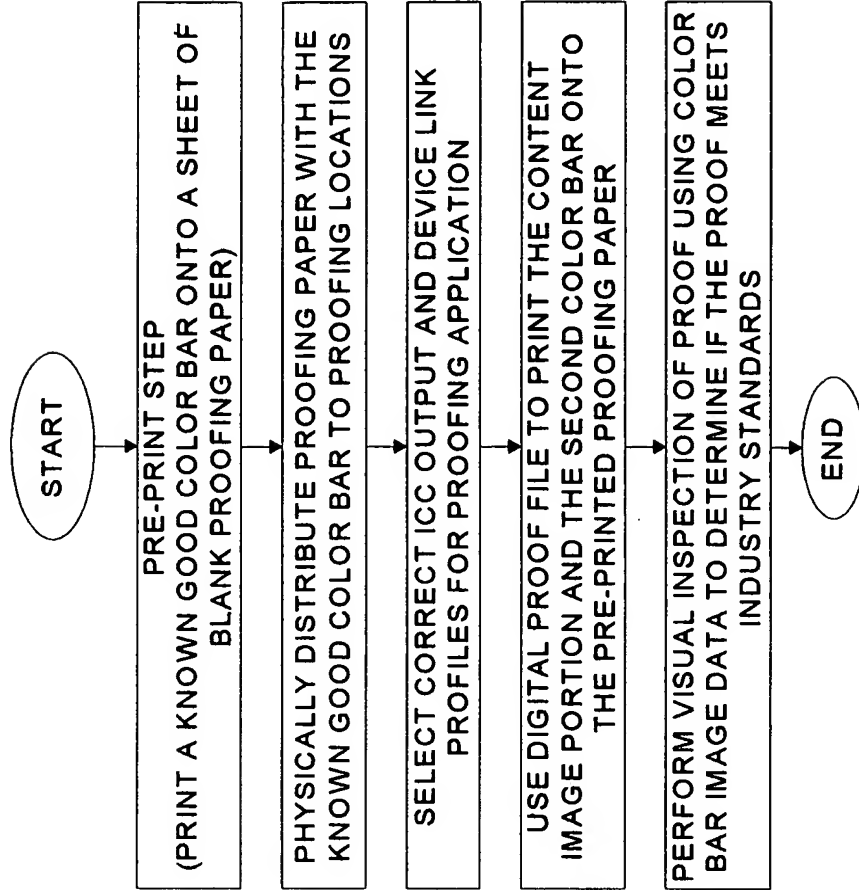 START
PRE-PRINT STEP
(PRINT A KNOWN GOOD COLOR BAR ONTO A SHEET OF
BLANK PROOFING PAPER)
PHYSICALLY DISTRIBUTE PROOFING PAPER WITH THE
KNOWN GOOD COLOR BAR TO PROOFING LOCATIONS
SELECT CORRECT ICC OUTPUT AND DEVICE LINK
PROFILES FOR PROOFING APPLICATION
USE DIGITAL PROOF FILE TO PRINT THE CONTENT
IMAGE PORTION AND THE SECOND COLOR BAR ONTO
THE PRE-PRINTED PROOFING PAPER
PERFORM VISUAL INSPECTION OF PROOF USING COLOR
BAR IMAGE DATA TO DETERMINE IF THE PROOF MEETS
INDUSTRY STANDARDS
END